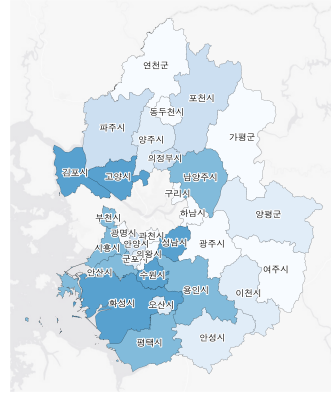 연천군
포천시
동두천시
파주시
양주시
가평군
의정부시
김포시
고양시
남양주시
구리시
양평군
부천시
하남시
광명시
과천시
시흥시
안양시
성남시
광주시
의왕시
군포시
여주시
안산시
수원시
용인시
이천시
화성시
오산시
평택시
안성시